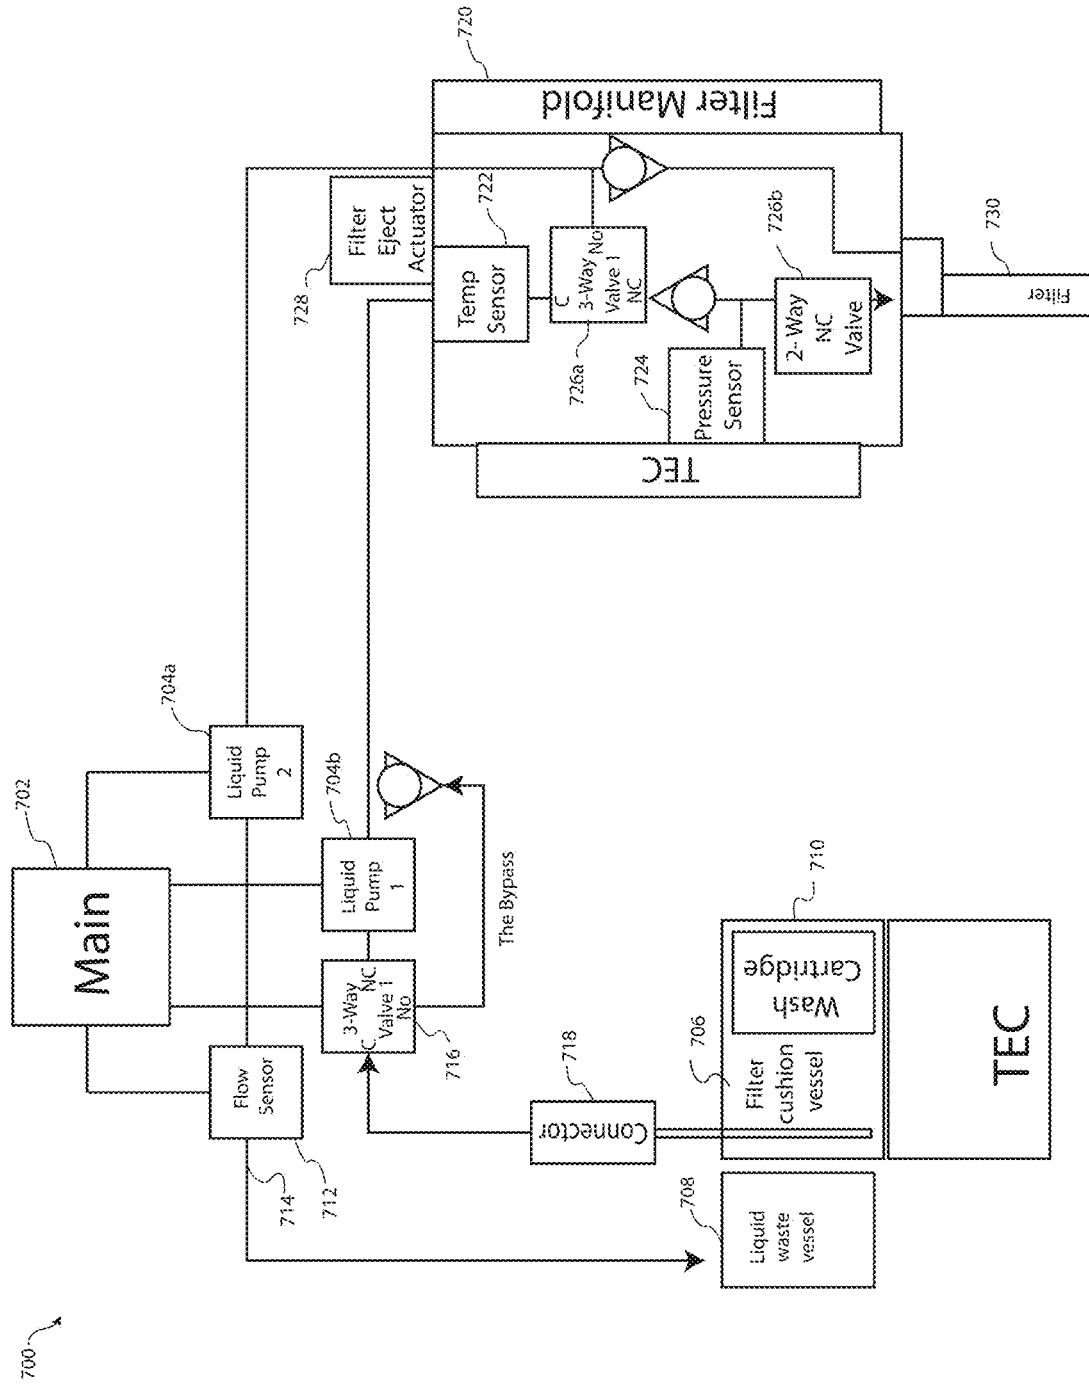 700
Main
702
Flow
Sensor
712
714
Liquid
Pump
2
704a
Liquid
Pump
1
704b
C
3-Way
NC
Valve 1
No
716
The Bypass
Connector
718
Filter
cushion
vessel
706
Wash
Cartridge
710
TEC
Liquid
waste
vessel
708
Filter Manifold
720
Filter
Eject
Actuator
728
Temp
Sensor
722
C
3-Way
No
Valve 1
NC
726a
Pressure
Sensor
724
2- Way
NC
Valve
726b
TEC
Filter
730